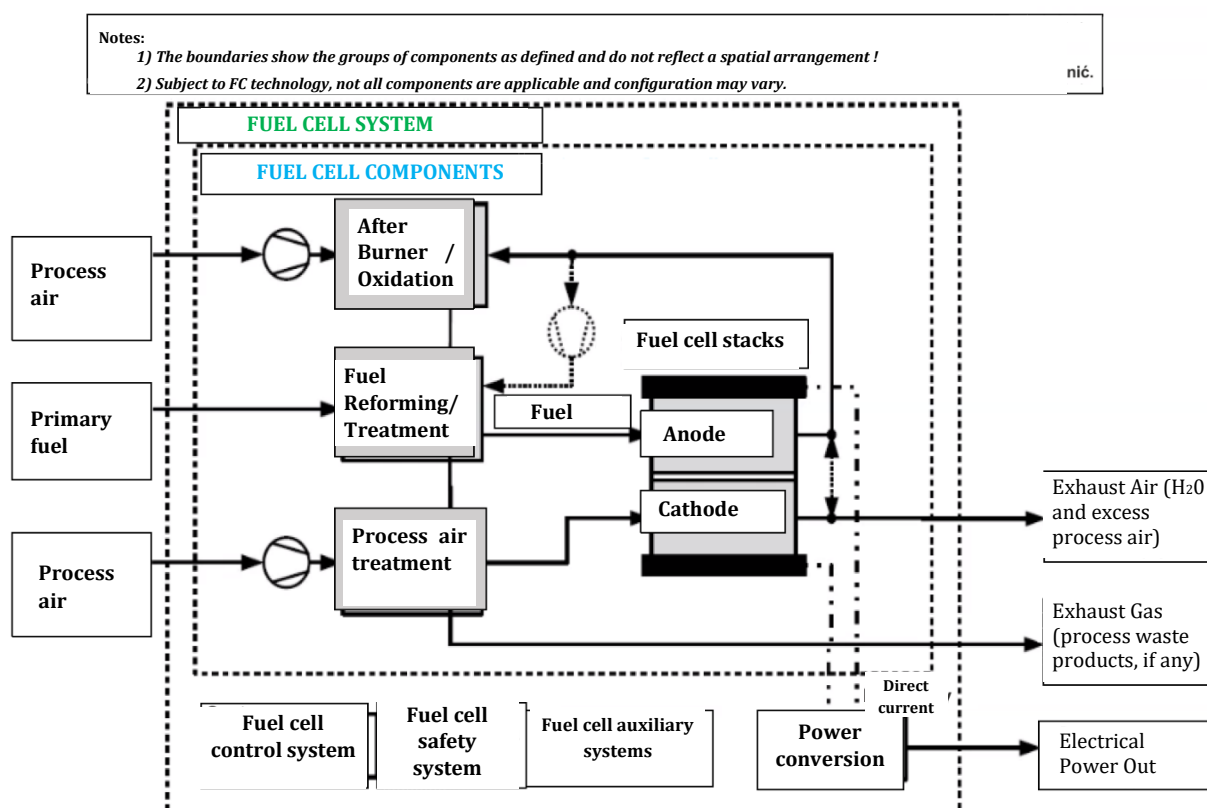 Notes:
1) The boundaries show the groups of components as defined and do not reflect a spatial arrangement !
nić.
2) Subject to FC technology, not all components are applicable and configuration may vary.
FUEL CELL SYSTEM
FUEL CELL COMPONENTS
After
Burner /
Oxidation
Process
air
Fuel cell stacks
Fuel
Reforming/
Treatment
Primary
fuel
Fuel
Anode
Cathode
Process air
treatment
Process
air
Exhaust Air (H20
and excess
process air)
Exhaust Gas
(process waste
products, if any)
Direct
current
Fuel cell
control system
Fuel cell
safety
system
Fuel cell auxiliary
systems
Power
conversion
Electrical
Power Out